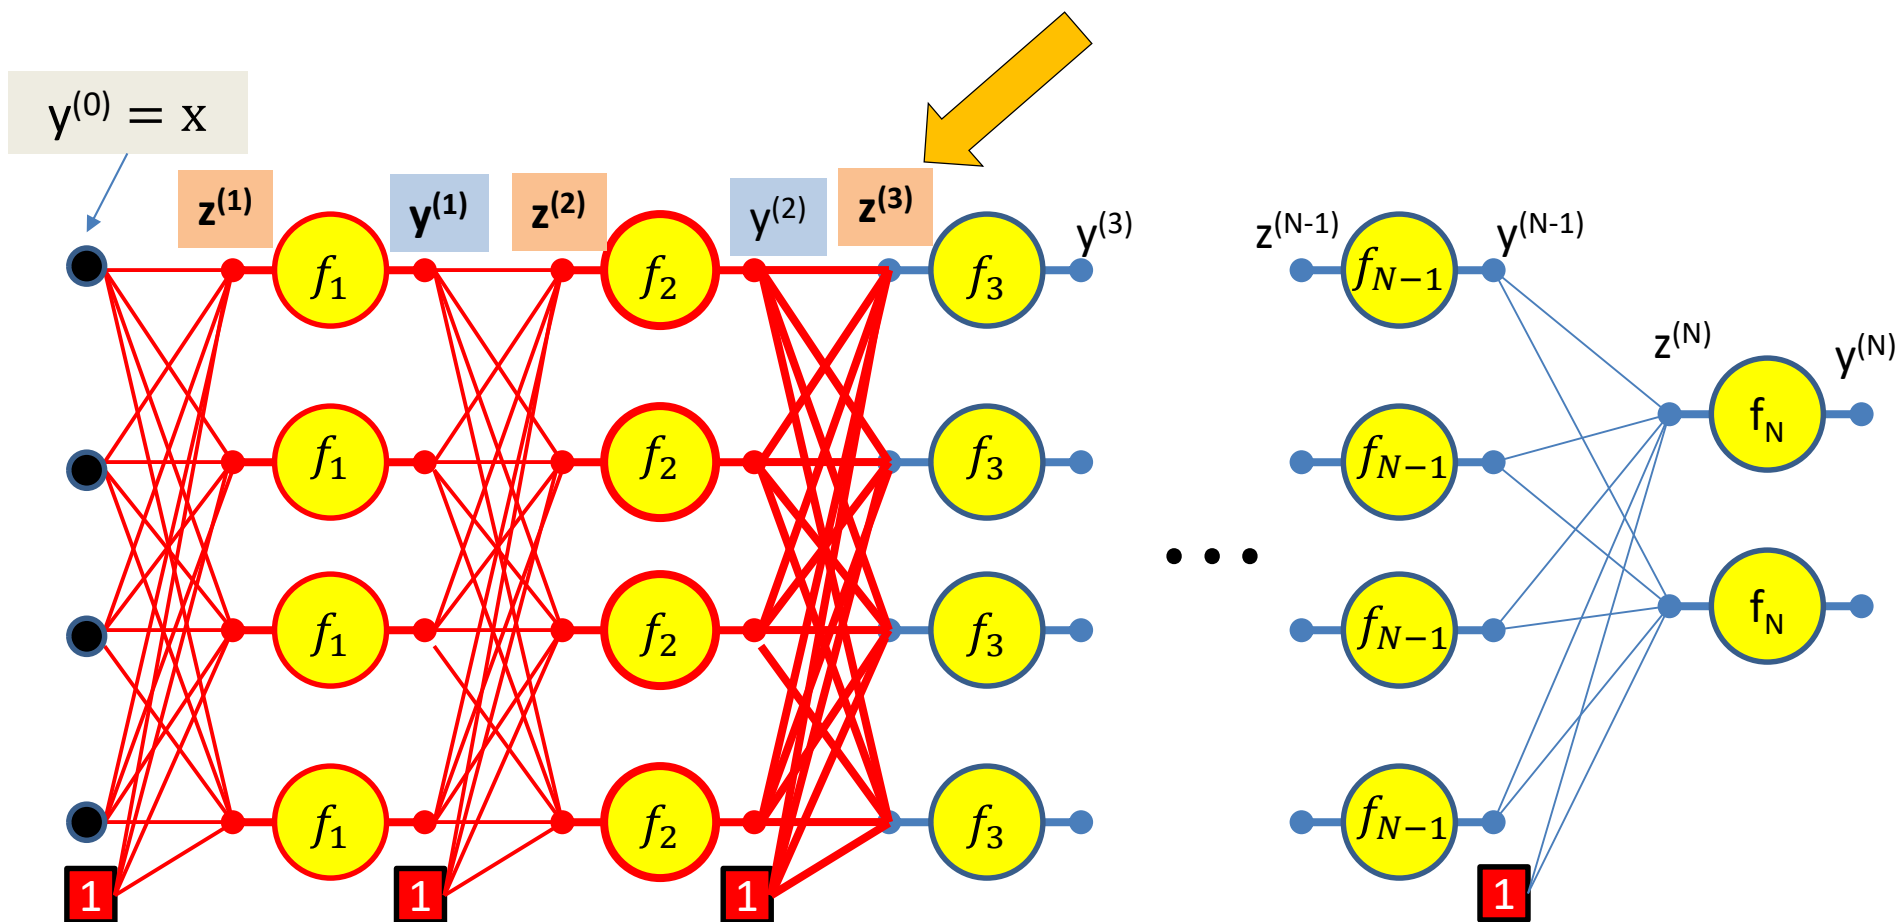 y(0) = x
z(1) y(1) z(2) y(2) z(3)
y(3) z(N-1) y(N-1)
f1 f2 f3 fN−1
z(N) y(N)
fN
f1 f2 f3 fN−1
...
fN
f1 f2 f3 fN−1
f1 f2 f3 fN−1
1 1 1 1